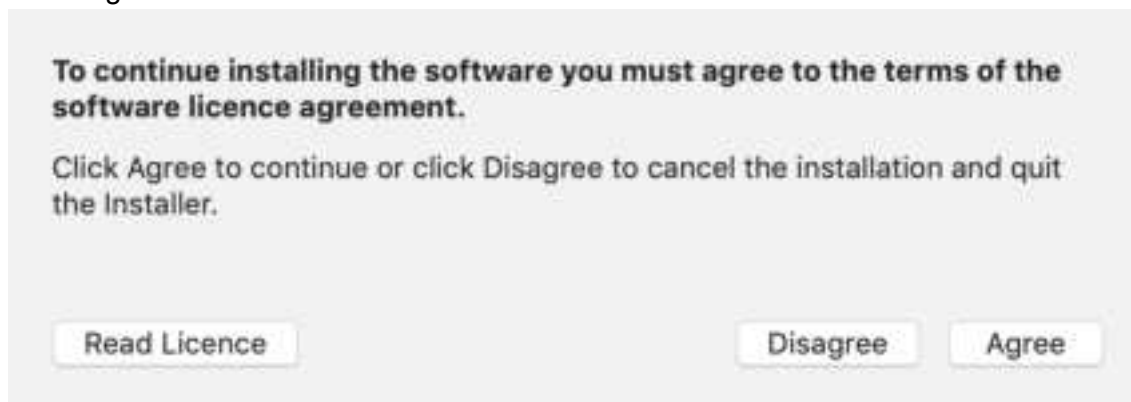 To continue installing the software you must agree to the terms of the
software licence agreement.
Click Agree to continue or click Disagree to cancel the installation and quit
the Installer.
Read Licence
Disagree
Agree